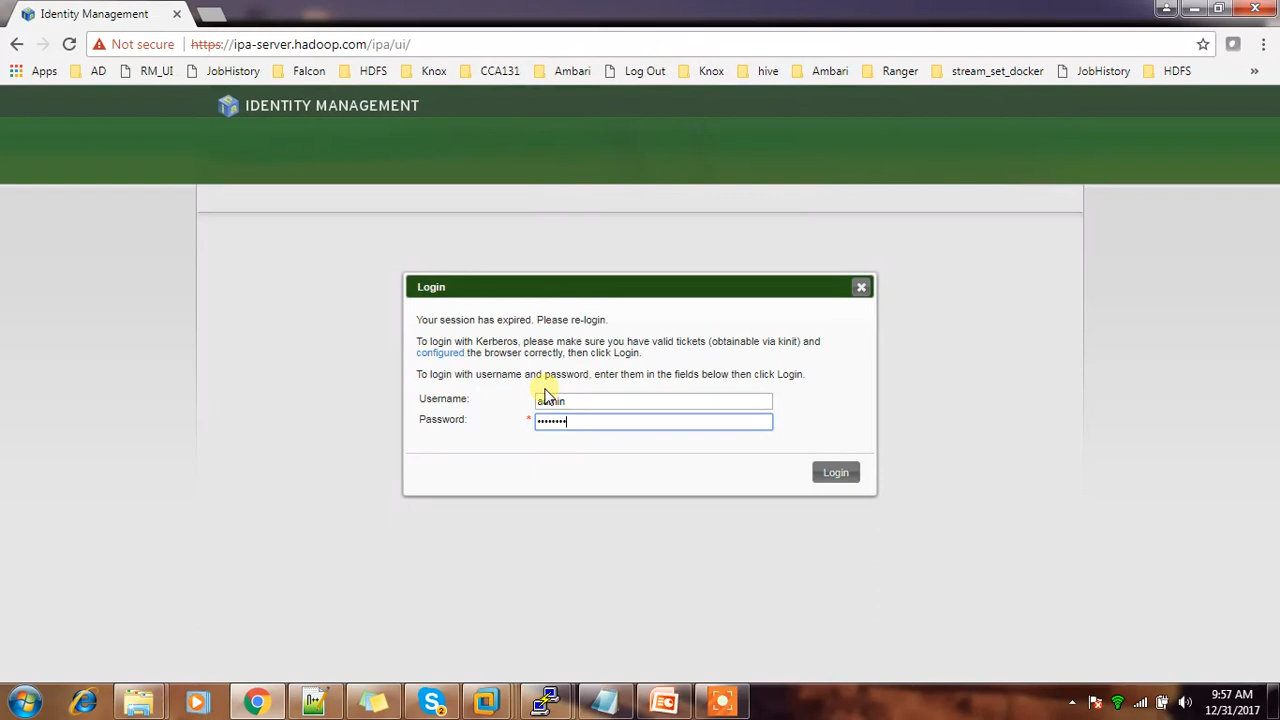 Identity Management
Not secure https://ipa-server.hadoop.com/ipa/ui/
Apps AD RM_UI JobHistory Falcon HDFS Knox CCA131 Ambari Log Out Knox hive Ambari Ranger stream_set_docker JobHistory HDFS »
IDENTITY MANAGEMENT
Login
Your session has expired. Please re-login.
To login with Kerberos, please make sure you have valid tickets (obtainable via kinit) and
configured the browser correctly, then click Login.
To login with username and password, enter them in the fields below then click Login.
Username: admin
Password: * ••••••••
Login
9:57 AM
12/31/2017